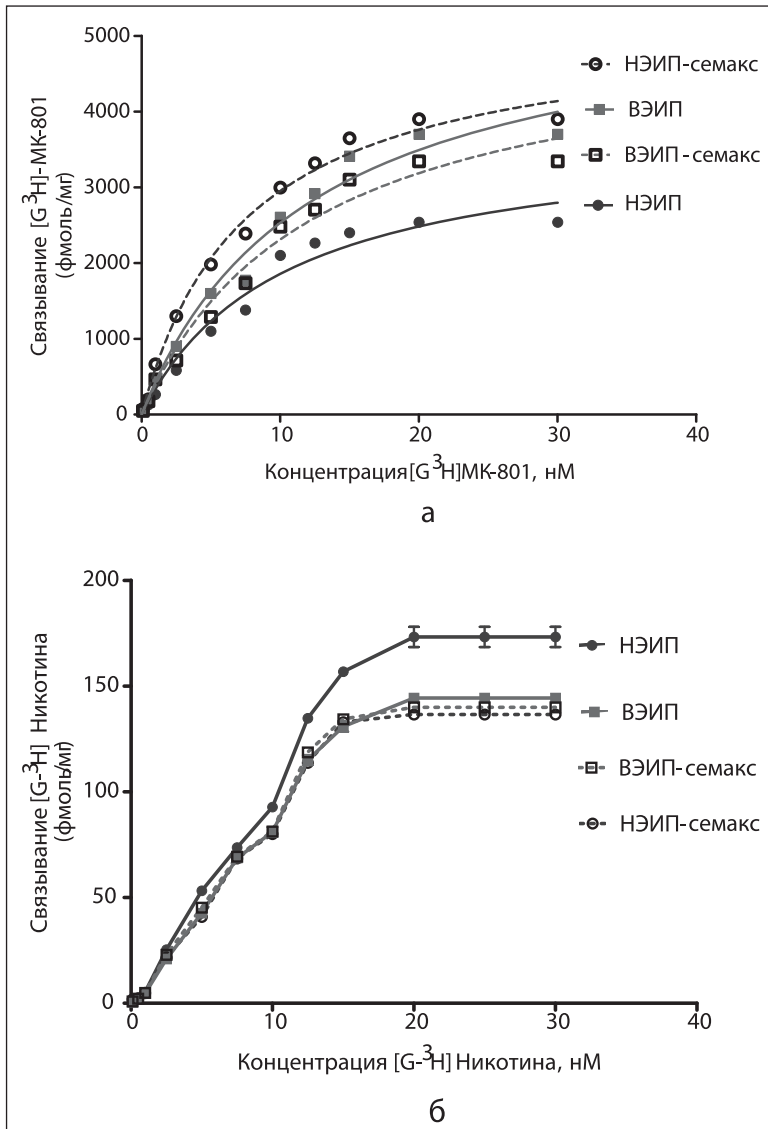 5000
4000
3000
2000
1000
0
Связывание [G ³H]-МК-801
(фмоль/мг)
0
10
20
30
40
Концентрация[G ³H]МК-801, нМ
НЭИП-семакс
ВЭИП
ВЭИП-семакс
НЭИП
а
200
150
100
50
0
Связывание [G-³H] Никотина
(фмоль/мг)
0
10
20
30
40
Концентрация [G-³H] Никотина, нМ
НЭИП
ВЭИП
ВЭИП-семакс
НЭИП-семакс
б